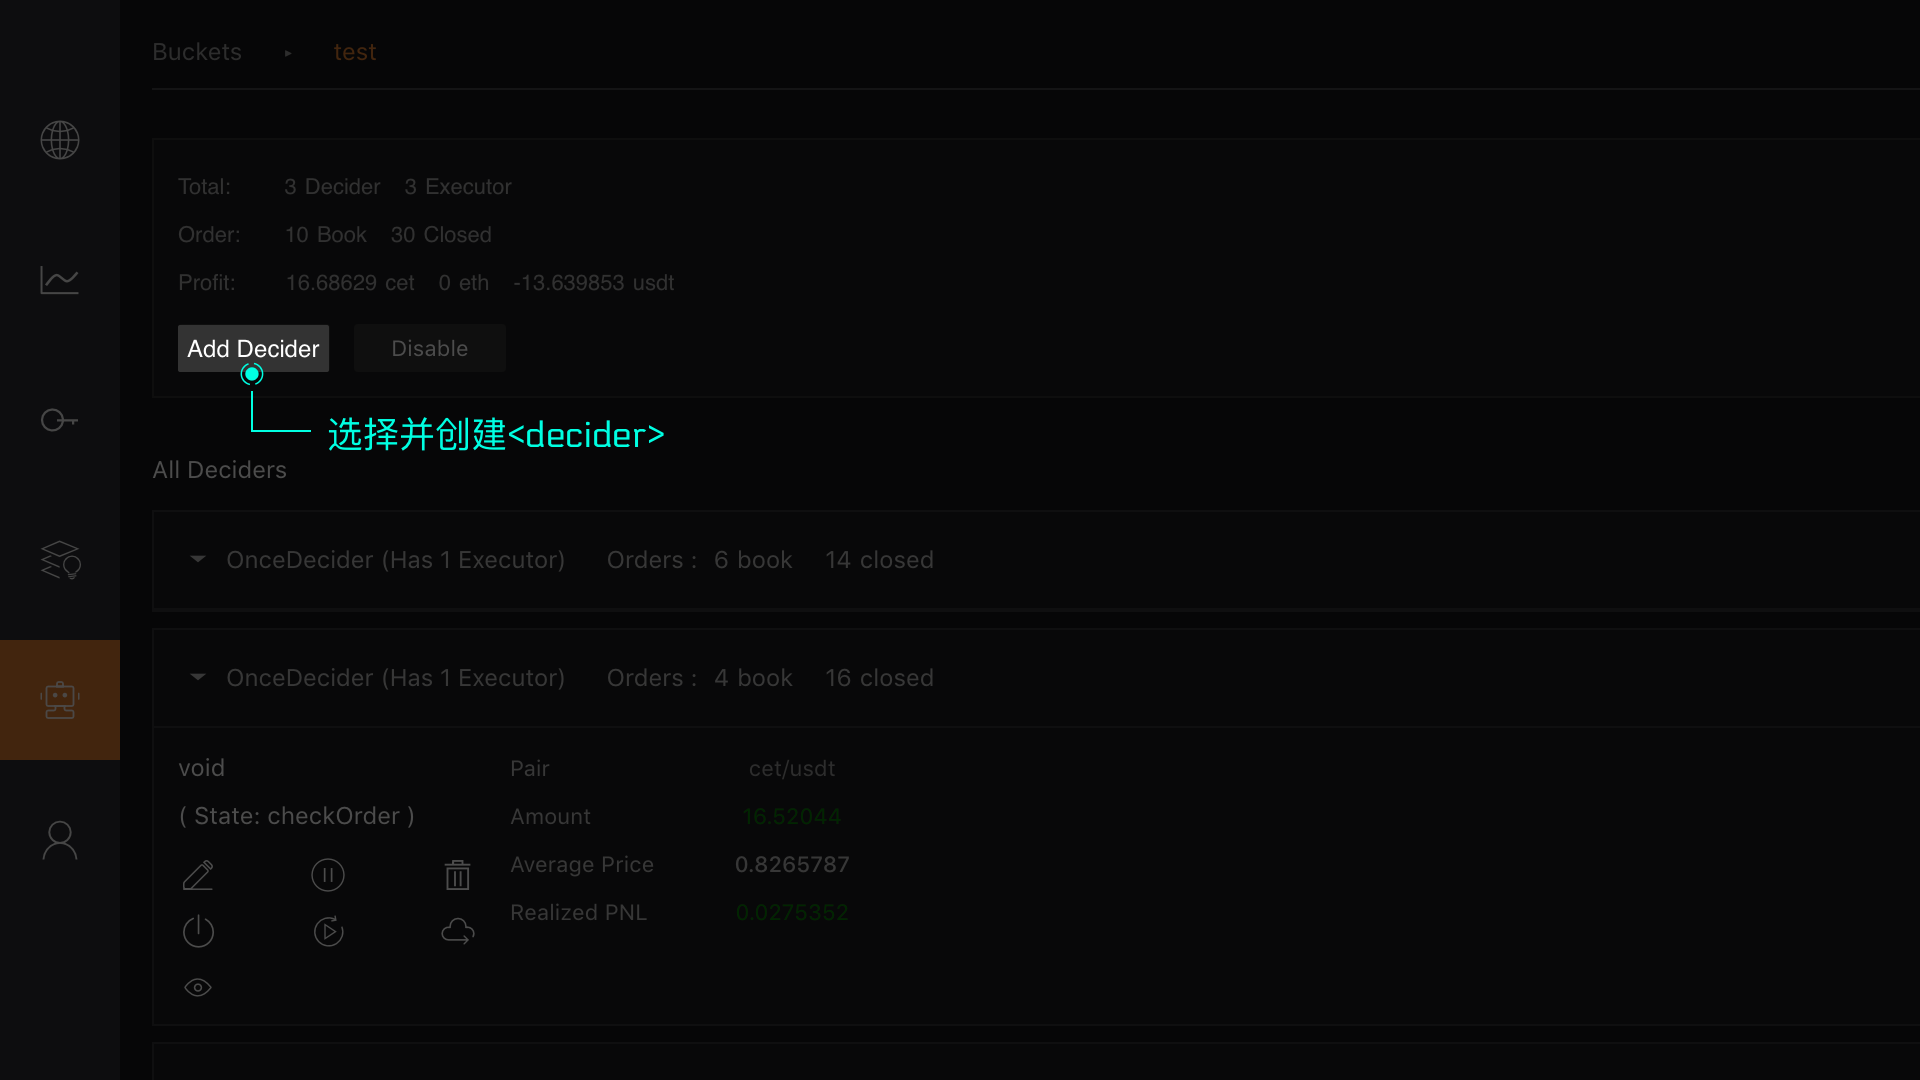 Buckets ▸ test
Total: 3 Decider 3 Executor
Order: 10 Book 30 Closed
Profit: 16.68629 cet 0 eth -13.639853 usdt
Add Decider Disable
选择并创建<decider>
All Deciders
OnceDecider (Has 1 Executor) Orders : 6 book 14 closed
OnceDecider (Has 1 Executor) Orders : 4 book 16 closed
void Pair cet/usdt
( State: checkOrder ) Amount 16.52044
Average Price 0.8265787
Realized PNL 0.0275352